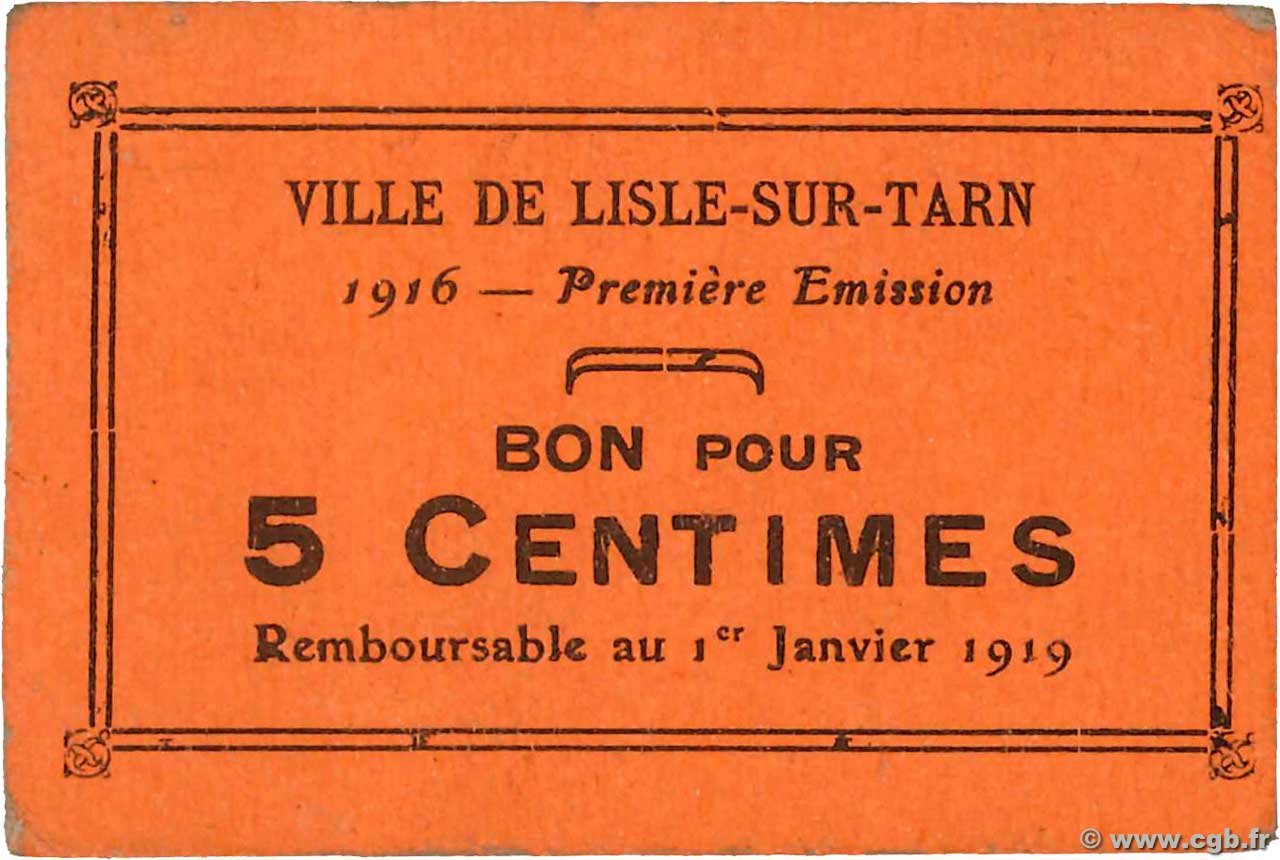 VILLE DE LISLE-SUR-TARN
1916 — Première Emission
BON POUR
5 CENTIMES
Remboursable au 1er Janvier 1919
© www.cgb.fr